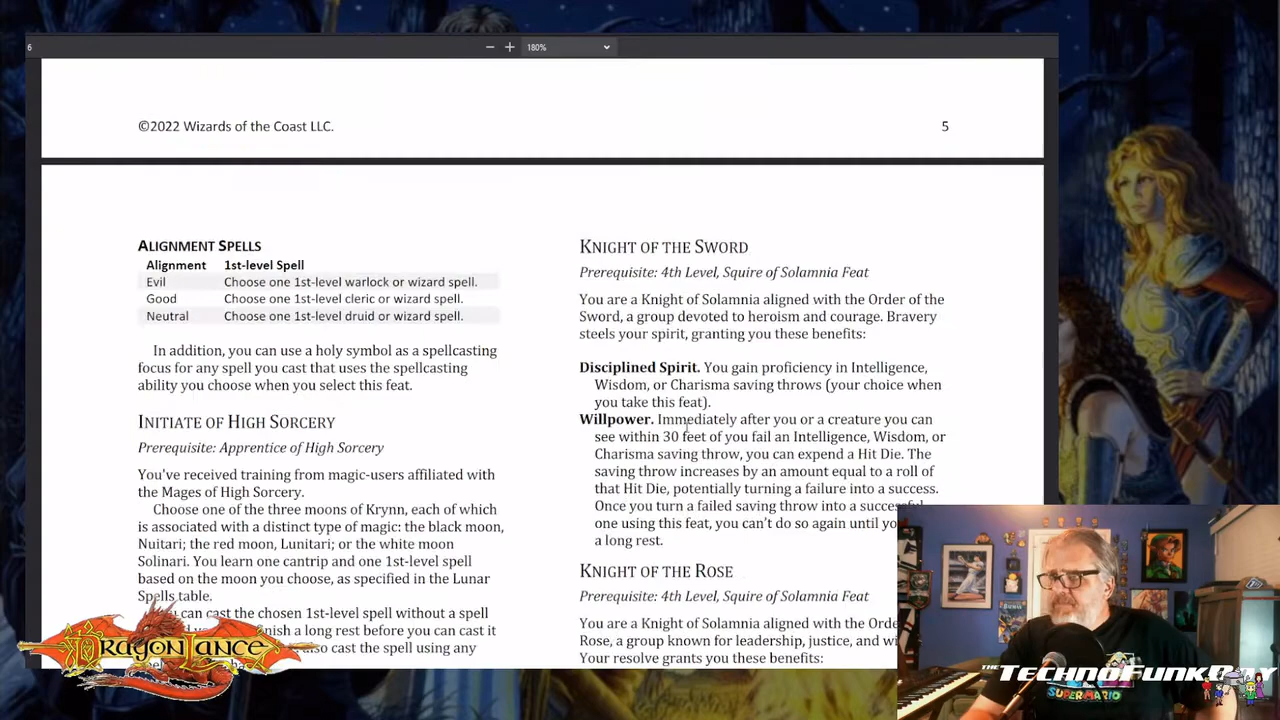 6
180%
©2022 Wizards of the Coast LLC.
5
ALIGNMENT SPELLS
Alignment 1st-level Spell
Evil Choose one 1st-level warlock or wizard spell.
Good Choose one 1st-level cleric or wizard spell.
Neutral Choose one 1st-level druid or wizard spell.
In addition, you can use a holy symbol as a spellcasting
focus for any spell you cast that uses the spellcasting
ability you choose when you select this feat.
INITIATE OF HIGH SORCERY
Prerequisite: Apprentice of High Sorcery
You've received training from magic-users affiliated with
the Mages of High Sorcery.
Choose one of the three moons of Krynn, each of which
is associated with a distinct type of magic: the black moon,
Nuitari; the red moon, Lunitari; or the white moon
Solinari. You learn one cantrip and one 1st-level spell
based on the moon you choose, as specified in the Lunar
Spells table.
can cast the chosen 1st-level spell without a spell
finish a long rest before you can cast it
also cast the spell using any
KNIGHT OF THE SWORD
Prerequisite: 4th Level, Squire of Solamnia Feat
You are a Knight of Solamnia aligned with the Order of the
Sword, a group devoted to heroism and courage. Bravery
steels your spirit, granting you these benefits:
Disciplined Spirit. You gain proficiency in Intelligence,
Wisdom, or Charisma saving throws (your choice when
you take this feat).
Willpower. Immediately after you or a creature you can
see within 30 feet of you fail an Intelligence, Wisdom, or
Charisma saving throw, you can expend a Hit Die. The
saving throw increases by an amount equal to a roll of
that Hit Die, potentially turning a failure into a success.
Once you turn a failed saving throw into a successful
one using this feat, you can't do so again until
a long rest.
KNIGHT OF THE ROSE
Prerequisite: 4th Level, Squire of Solamnia Feat
You are a Knight of Solamnia aligned with the
Rose, a group known for leadership, justice, and
Your resolve grants you these benefits:
DRAGONLANCE
THE TECHNOFUNKBOY
SUPER MARIO